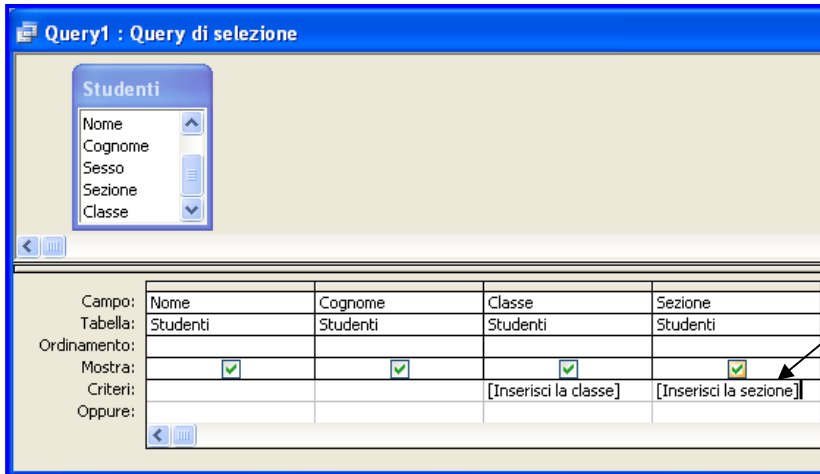 Query1 : Query di selezione
Studenti
Nome
Cognome
Sesso
Sezione
Classe
Campo: Nome Cognome Classe Sezione
Tabella: Studenti Studenti Studenti Studenti
Ordinamento:
Mostra:
Criteri: [Inserisci la classe] [Inserisci la sezione]
Oppure: